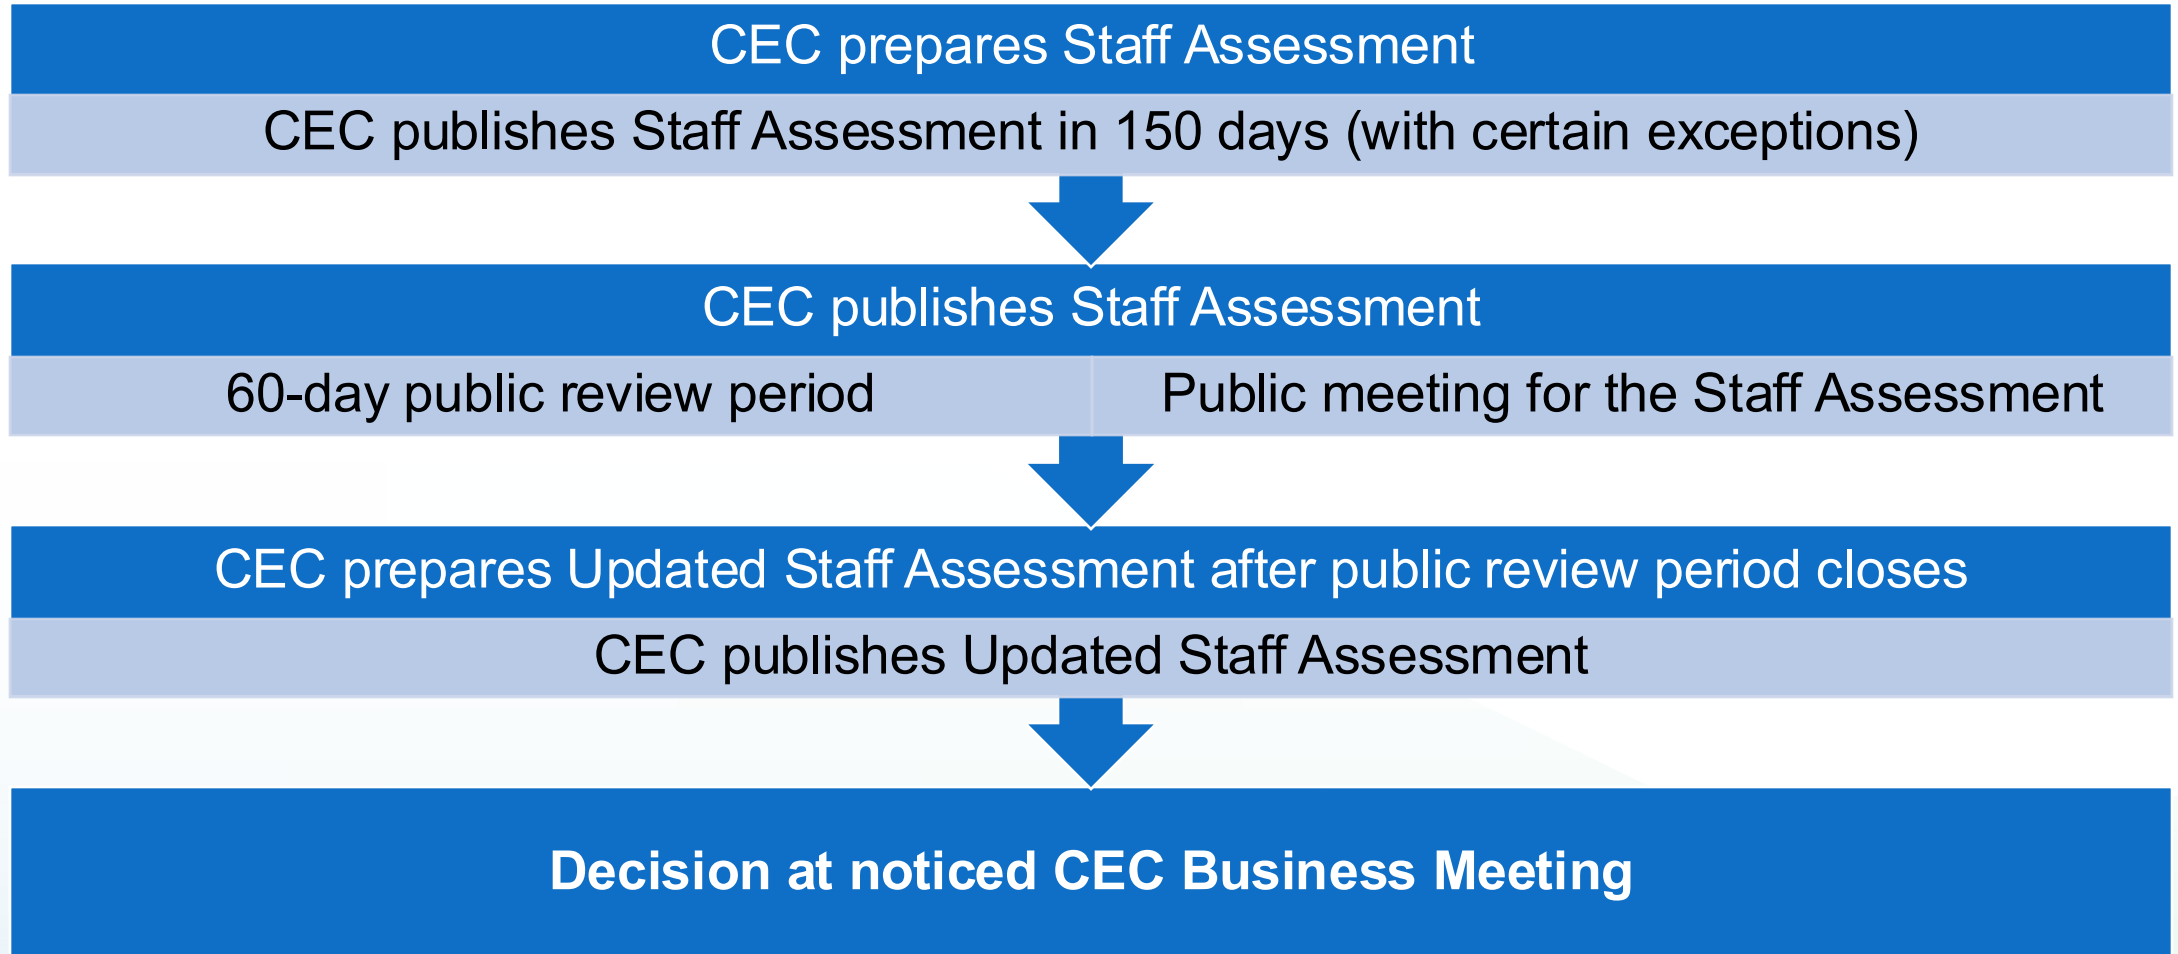 CEC prepares Staff Assessment
CEC publishes Staff Assessment in 150 days (with certain exceptions)
CEC publishes Staff Assessment
60-day public review period
Public meeting for the Staff Assessment
CEC prepares Updated Staff Assessment after public review period closes
CEC publishes Updated Staff Assessment
Decision at noticed CEC Business Meeting